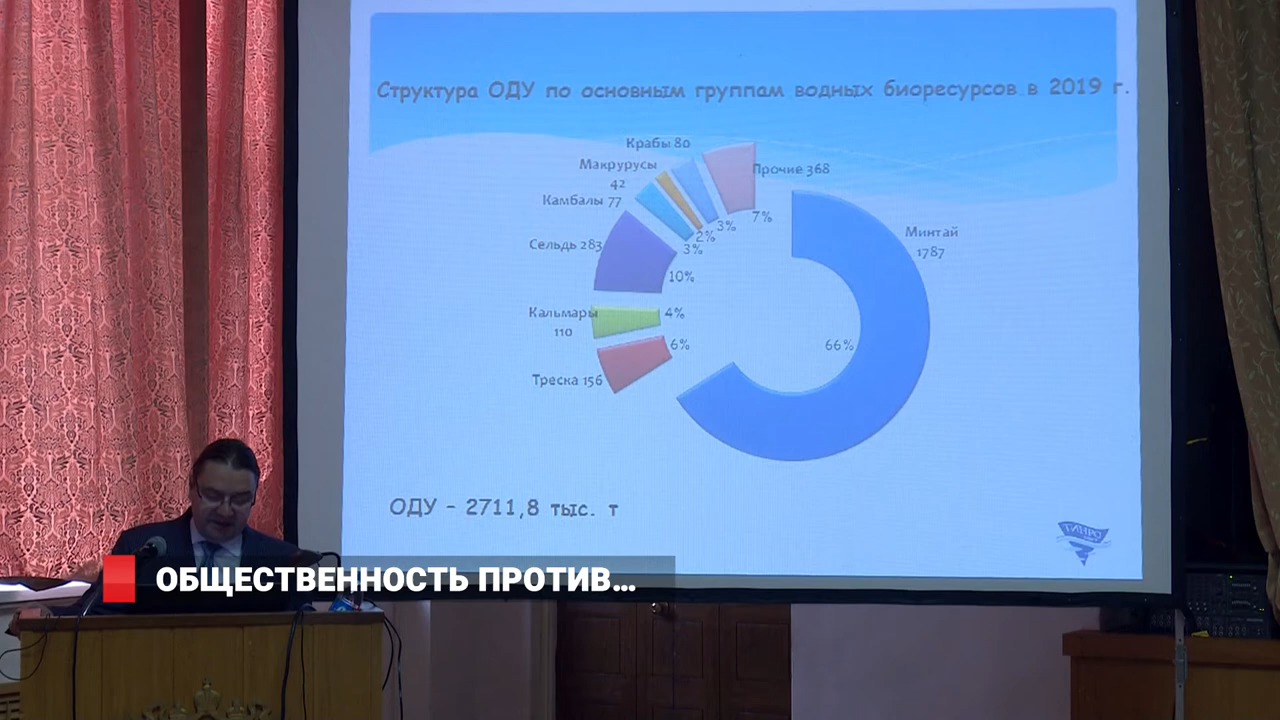 Структура ОДУ по основным группам водных биоресурсов в 2019 г.
Крабы 80
Макрурусы
42
Камбалы 77
Сельдь 283
Кальмары
110
Треска 156
Прочие 368
Минтай
1787
7%
3%
2%
3%
10%
4%
6%
66%
ОДУ - 2711,8 тыс. т
ОБЩЕСТВЕННОСТЬ ПРОТИВ...